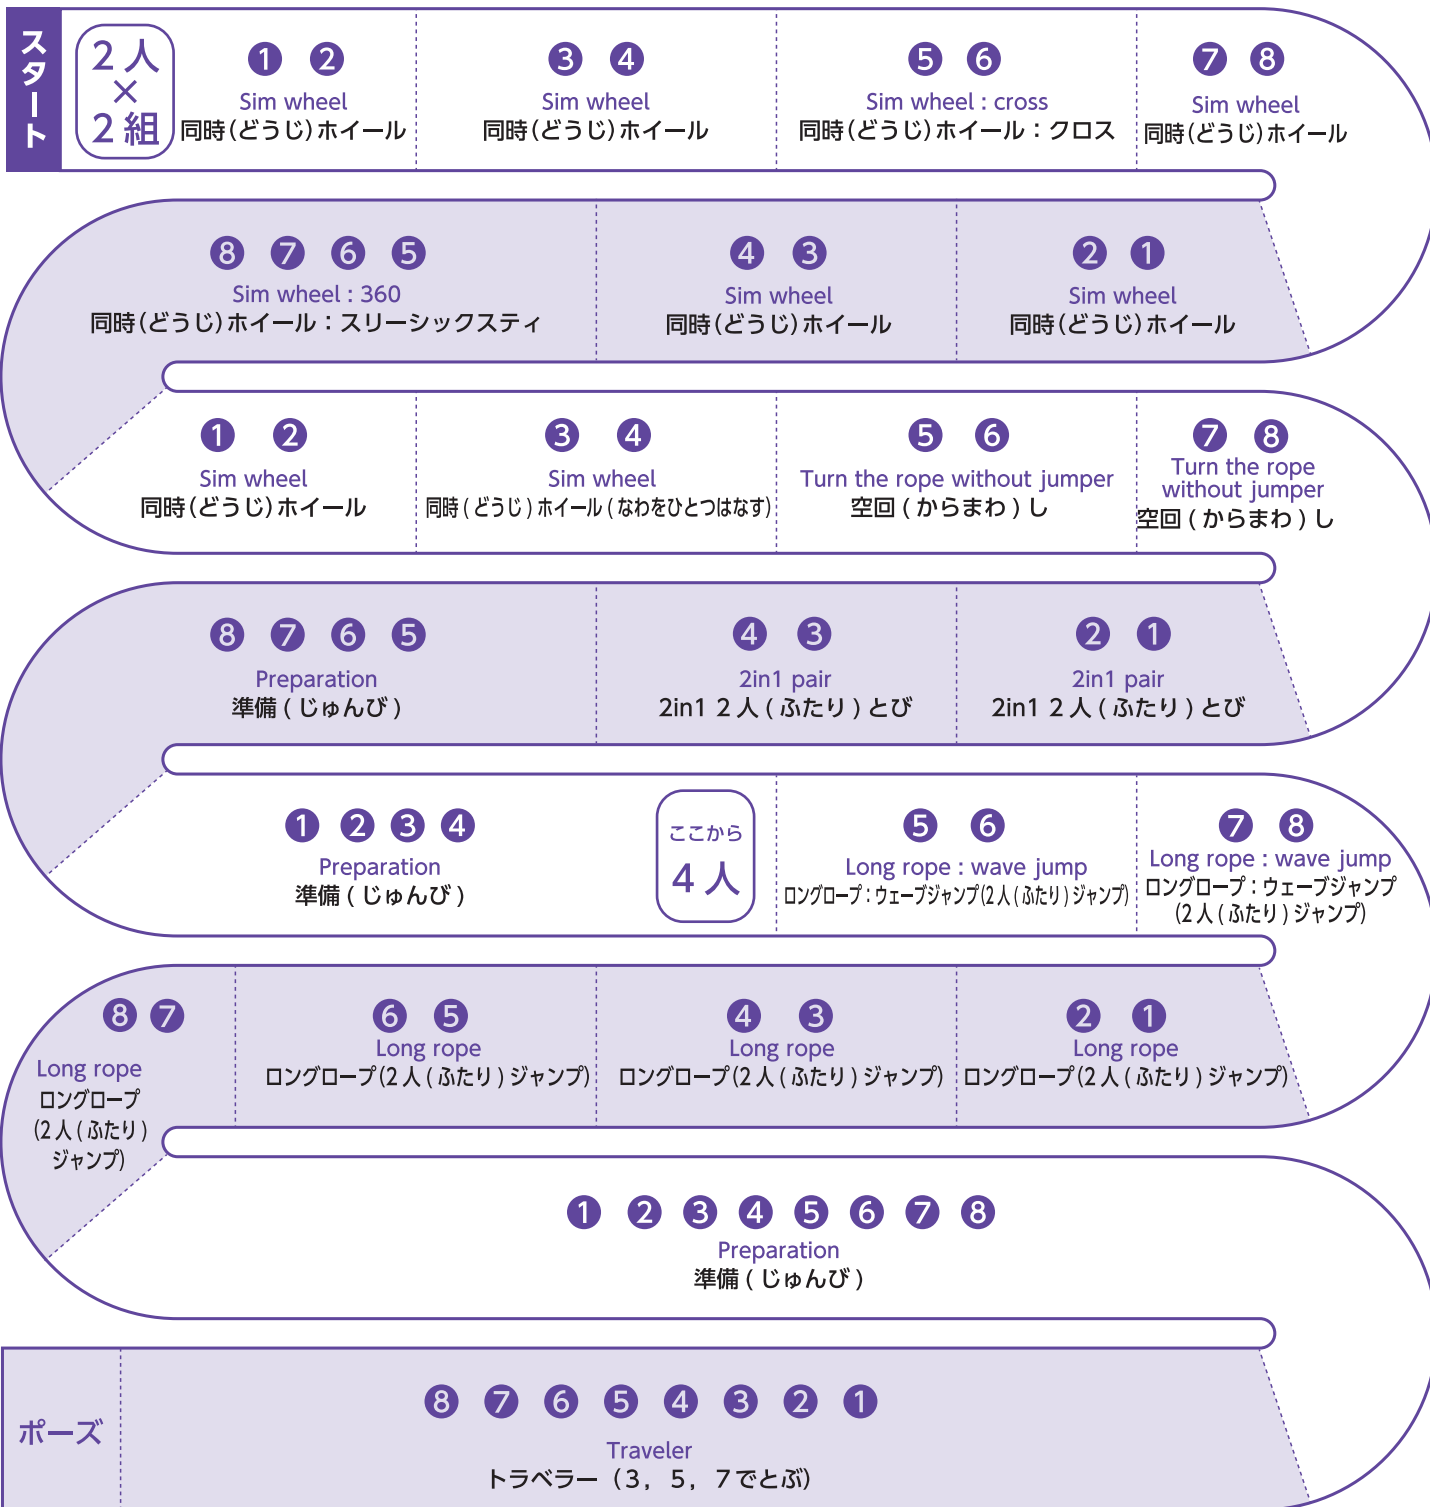 スタート
2人
×
2組
1 2
Sim wheel
同時(どうじ)ホイール
3 4
Sim wheel
同時(どうじ)ホイール
5 6
Sim wheel : cross
同時(どうじ)ホイール：クロス
7 8
Sim wheel
同時(どうじ)ホイール
2 1
Sim wheel
同時(どうじ)ホイール
4 3
Sim wheel
同時(どうじ)ホイール
8 7 6 5
Sim wheel : 360
同時(どうじ)ホイール：スリーシックスティ
1 2
Sim wheel
同時(どうじ)ホイール
3 4
Sim wheel
同時(どうじ)ホイール(なわをひとつはなす)
5 6
Turn the rope without jumper
空回(からまわ)し
7 8
Turn the rope
without jumper
空回(からまわ)し
2 1
2in1 pair
2in1 2人(ふたり)とび
4 3
2in1 pair
2in1 2人(ふたり)とび
8 7 6 5
Preparation
準備(じゅんび)
1 2 3 4
Preparation
準備(じゅんび)
ここから
4人
5 6
Long rope : wave jump
ロングロープ：ウェーブジャンプ(2人(ふたり)ジャンプ)
7 8
Long rope : wave jump
ロングロープ：ウェーブジャンプ
(2人(ふたり)ジャンプ)
2 1
Long rope
ロングロープ(2人(ふたり)ジャンプ)
4 3
Long rope
ロングロープ(2人(ふたり)ジャンプ)
6 5
Long rope
ロングロープ(2人(ふたり)ジャンプ)
8 7
Long rope
ロングロープ
(2人(ふたり)
ジャンプ)
1 2 3 4 5 6 7 8
Preparation
準備(じゅんび)
8 7 6 5 4 3 2 1
Traveler
トラベラー（3，5，7でとぶ）
ポーズ